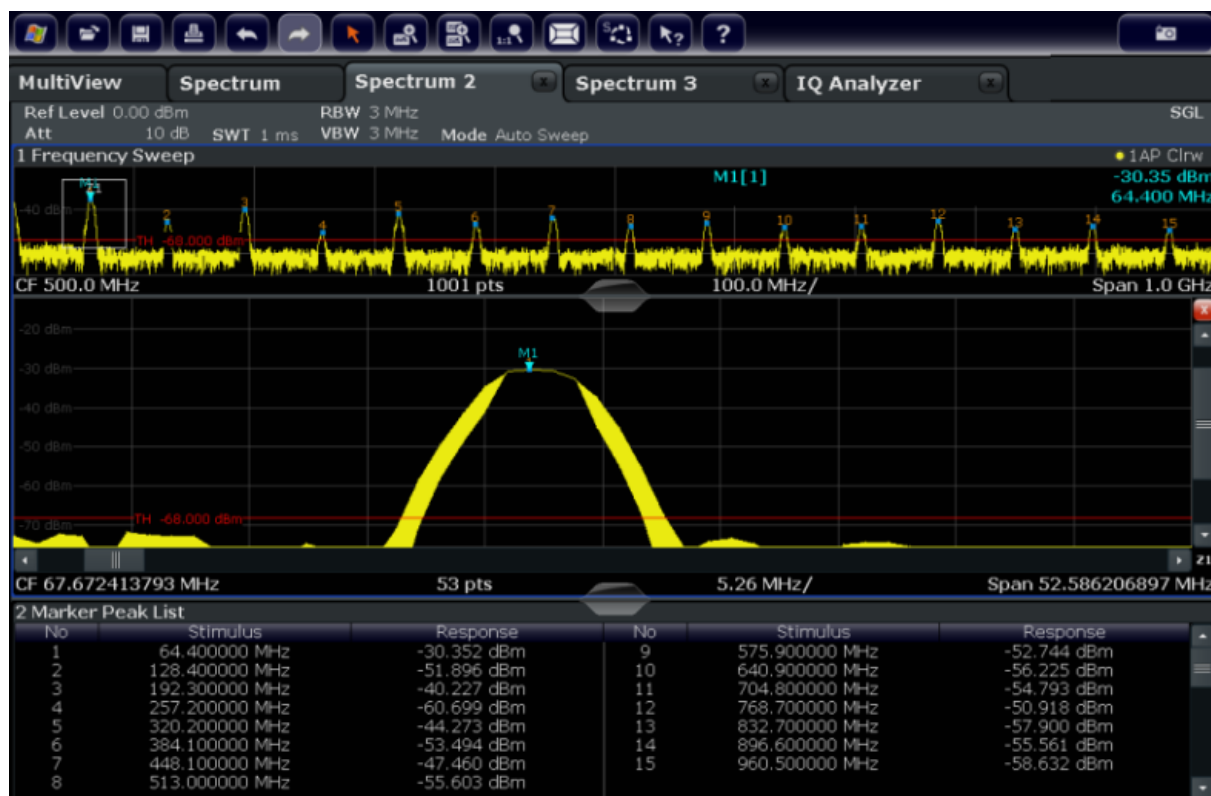 1:1
S
?
?
MultiView Spectrum Spectrum 2 x Spectrum 3 x IQ Analyzer x
Ref Level 0.00 dBm RBW 3 MHz SGL
Att 10 dB SWT 1 ms VBW 3 MHz Mode Auto Sweep
1 Frequency Sweep 1AP Clrw
M1[1] -30.35 dBm
64.400 MHz
2 3 4 5 6 7 8 9 10 11 12 13 14 15
-40 dBm
TH -68.000 dBm
CF 500.0 MHz 1001 pts 100.0 MHz/ Span 1.0 GHz
-20 dBm
M1
-30 dBm
-40 dBm
-50 dBm
-60 dBm
TH -68.000 dBm
-70 dBm
Z1
CF 67.672413793 MHz 53 pts 5.26 MHz/ Span 52.586206897 MHz
2 Marker Peak List
No Stimulus Response No Stimulus Response
1 64.400000 MHz -30.352 dBm 9 575.900000 MHz -52.744 dBm
2 128.400000 MHz -51.896 dBm 10 640.900000 MHz -56.225 dBm
3 192.300000 MHz -40.227 dBm 11 704.800000 MHz -54.793 dBm
4 257.200000 MHz -60.699 dBm 12 768.700000 MHz -50.918 dBm
5 320.200000 MHz -44.273 dBm 13 832.700000 MHz -57.900 dBm
6 384.100000 MHz -53.494 dBm 14 896.600000 MHz -55.561 dBm
7 448.100000 MHz -47.460 dBm 15 960.500000 MHz -58.632 dBm
8 513.000000 MHz -55.603 dBm